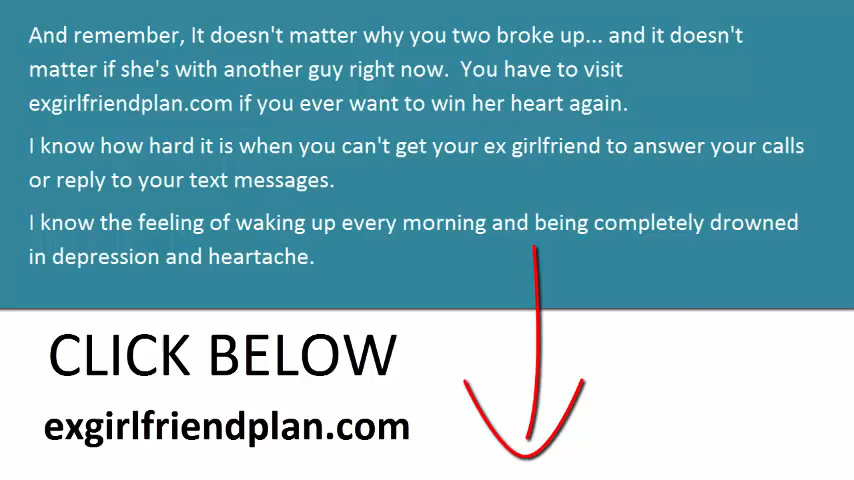 And remember, It doesn't matter why you two broke up... and it doesn't
matter if she's with another guy right now.  You have to visit
exgirlfriendplan.com if you ever want to win her heart again.
I know how hard it is when you can't get your ex girlfriend to answer your calls
or reply to your text messages.
I know the feeling of waking up every morning and being completely drowned
in depression and heartache.
CLICK BELOW
exgirlfriendplan.com